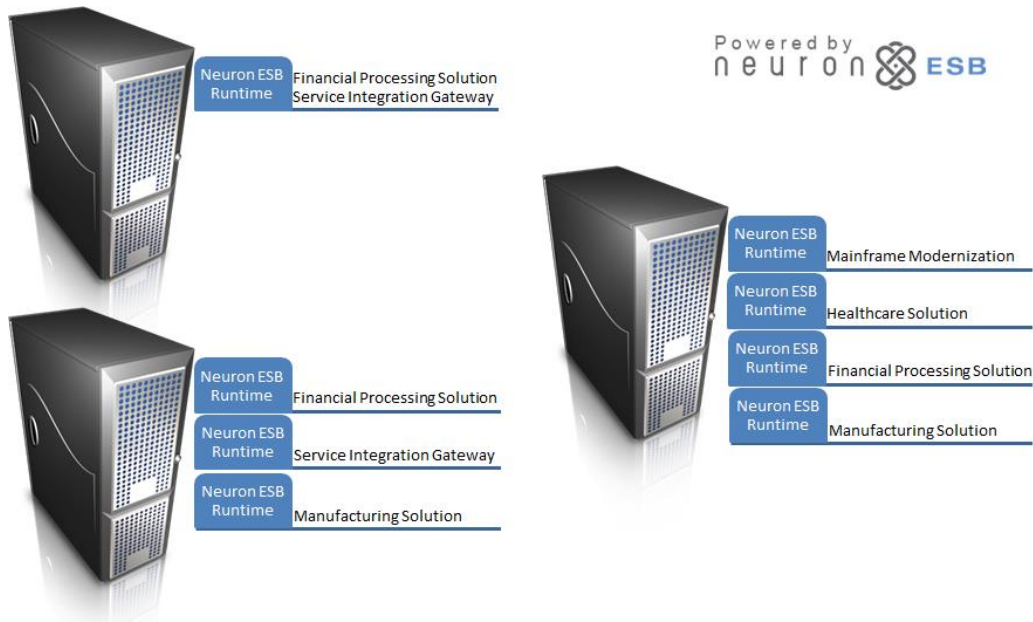 Neuron ESB
Runtime
Financial Processing Solution
Service Integration Gateway
Powered by
neuron ESB
Neuron ESB
Runtime
Financial Processing Solution
Neuron ESB
Runtime
Service Integration Gateway
Neuron ESB
Runtime
Manufacturing Solution
Neuron ESB
Runtime
Mainframe Modernization
Neuron ESB
Runtime
Healthcare Solution
Neuron ESB
Runtime
Financial Processing Solution
Neuron ESB
Runtime
Manufacturing Solution